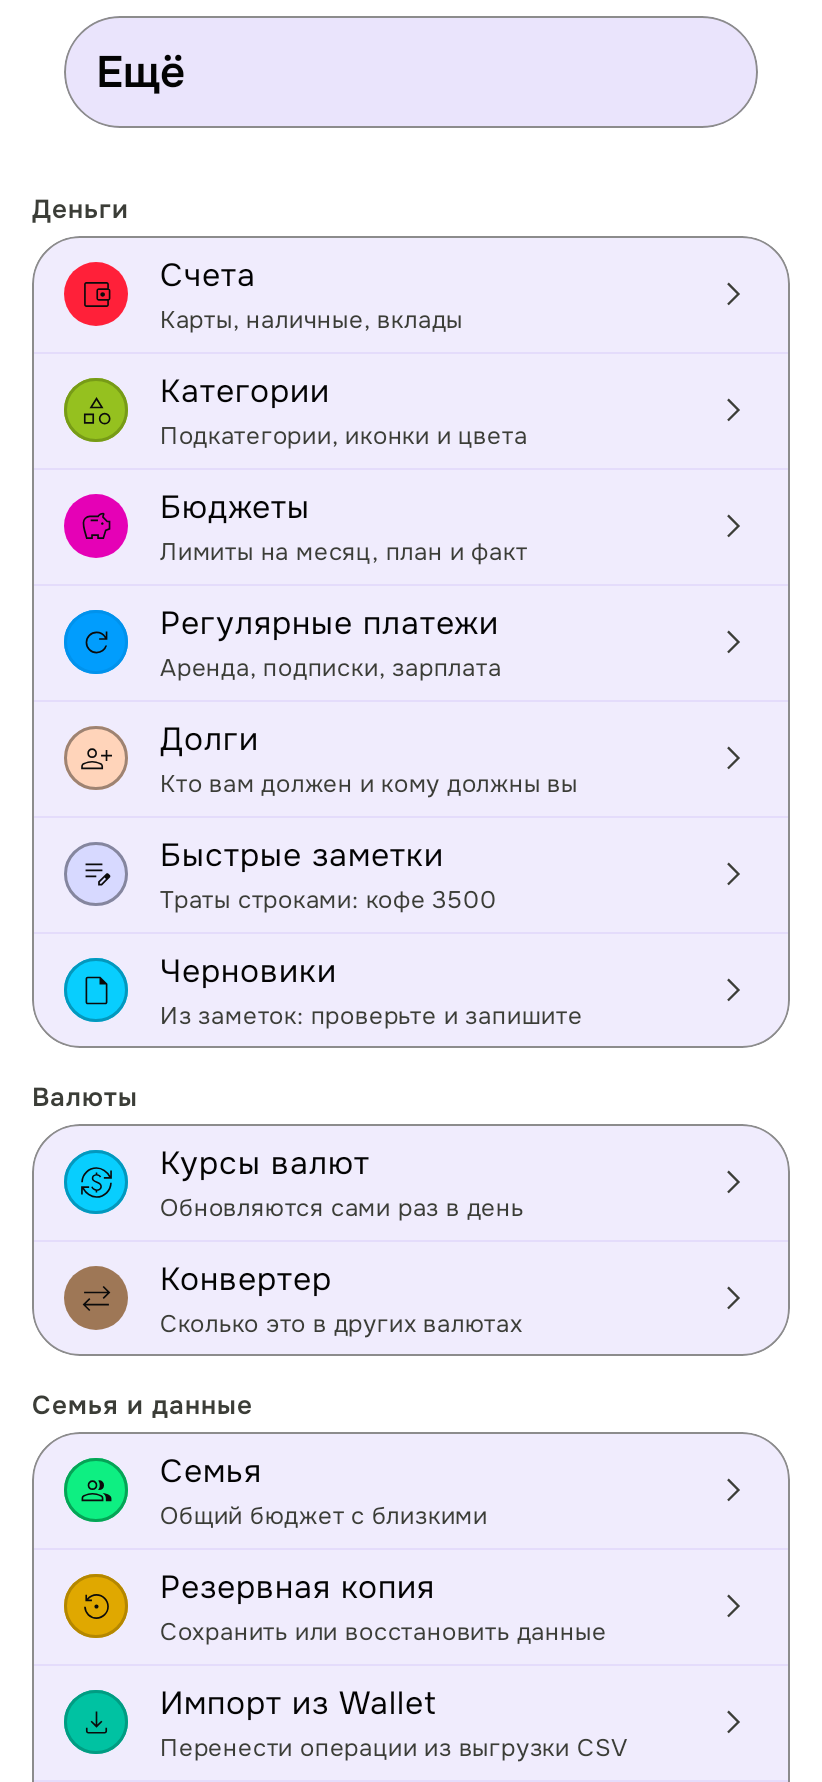 Ещё
Деньги
Счета
Карты, наличные, вклады
Категории
Подкатегории, иконки и цвета
Бюджеты
Лимиты на месяц, план и факт
Регулярные платежи
Аренда, подписки, зарплата
Долги
Кто вам должен и кому должны вы
Быстрые заметки
Траты строками: кофе 3500
Черновики
Из заметок: проверьте и запишите
Валюты
Курсы валют
Обновляются сами раз в день
Конвертер
Сколько это в других валютах
Семья и данные
Семья
Общий бюджет с близкими
Резервная копия
Сохранить или восстановить данные
Импорт из Wallet
Перенести операции из выгрузки CSV